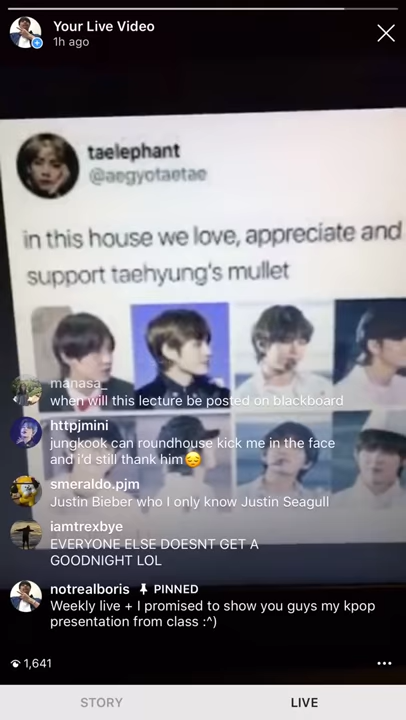 Your Live Video
1h ago
taelephant
@aegyotaetae
in this house we love, appreciate and
support taehyung's mullet
manasa_
when will this lecture be posted on blackboard
httpjmini
jungkook can roundhouse kick me in the face
and i'd still thank him😔
smeraldo.pjm
Justin Bieber who I only know Justin Seagull
iamtrexbye
EVERYONE ELSE DOESNT GET A
GOODNIGHT LOL
notrealboris PINNED
Weekly live + I promised to show you guys my kpop
presentation from class :^)
1,641
STORY
LIVE